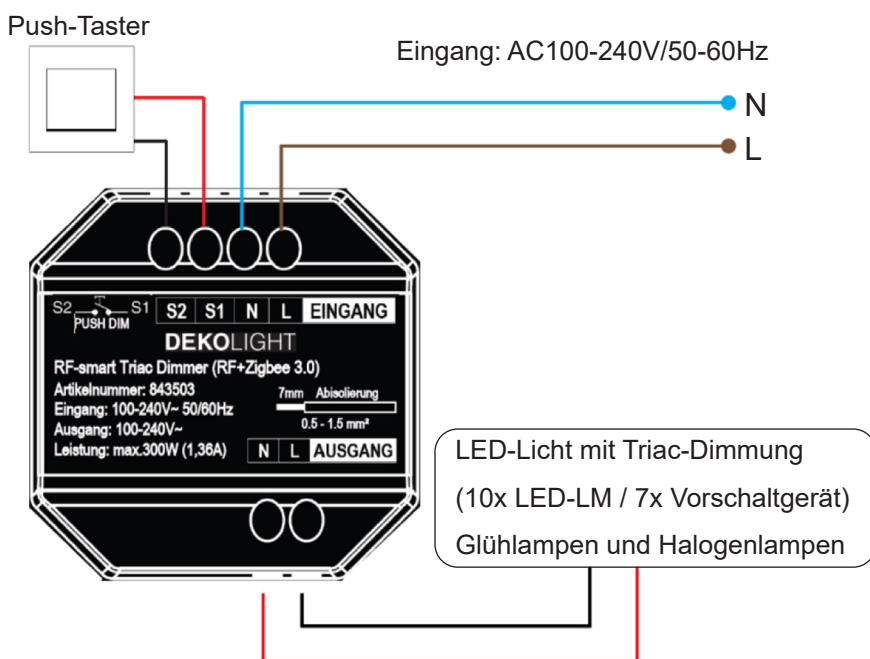 Push-Taster
Eingang: AC100-240V/50-60Hz
N
L
S2 S1
PUSH DIM
S2 S1 N L EINGANG
DEKOLIGHT
RF-smart Triac Dimmer (RF+Zigbee 3.0)
Artikelnummer: 843503
7mm Abisolierung
Eingang: 100-240V~ 50/60Hz
0.5 - 1.5 mm²
Ausgang: 100-240V~
Leistung: max.300W (1,36A)
N L AUSGANG
LED-Licht mit Triac-Dimmung
(10x LED-LM / 7x Vorschaltgerät)
Glühlampen und Halogenlampen